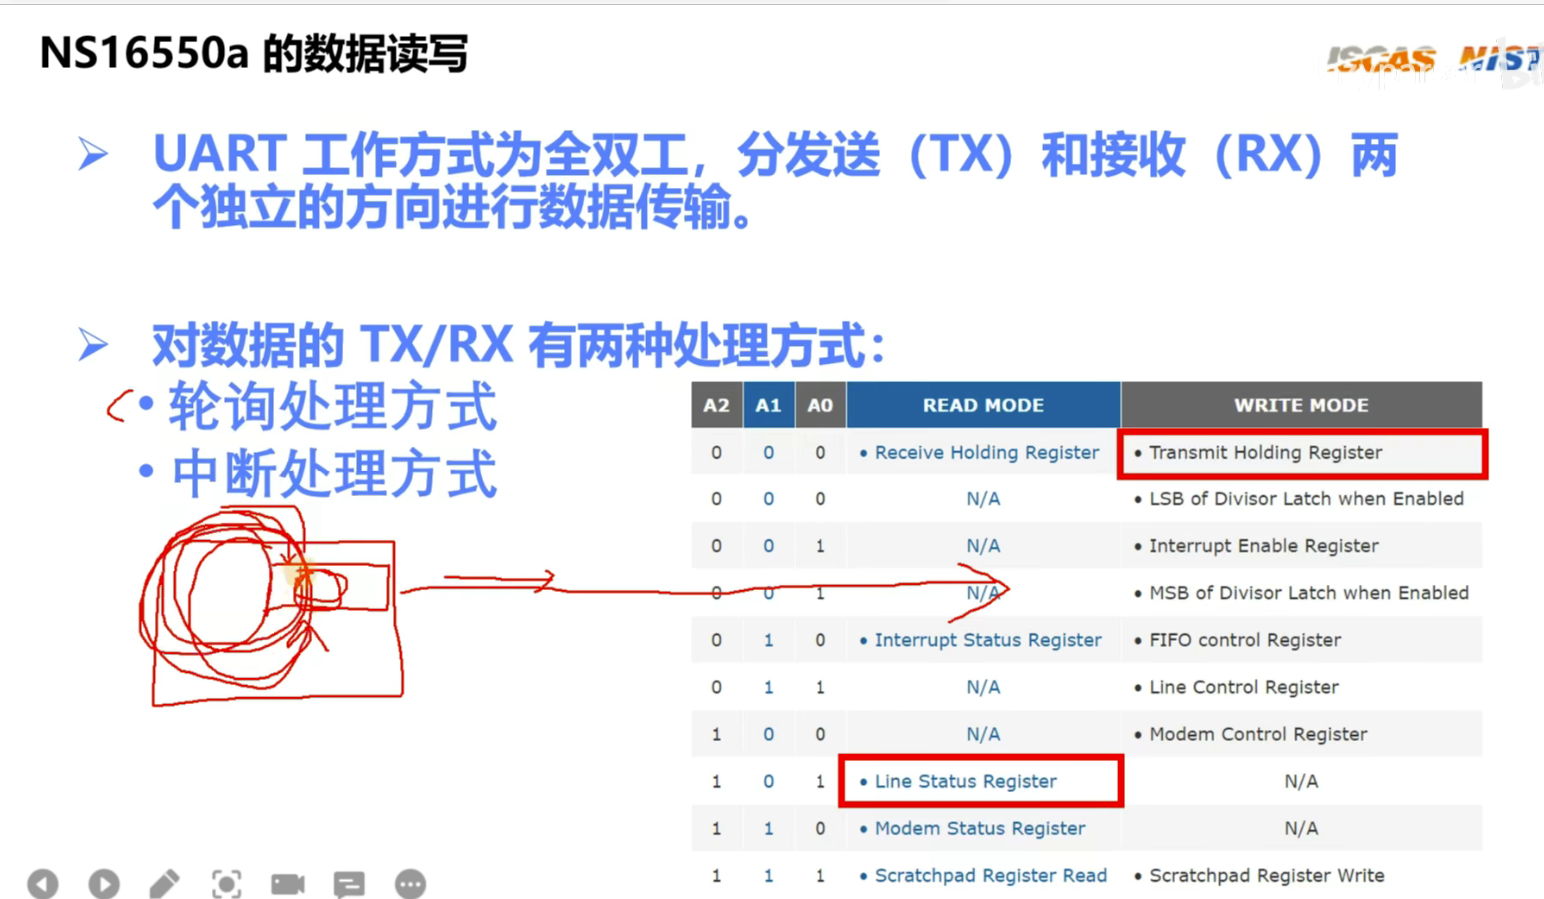 NS16550a 的数据读写
ISCAS NIST
UART 工作方式为全双工，分发送（TX）和接收（RX）两
个独立的方向进行数据传输。
对数据的 TX/RX 有两种处理方式：
• 轮询处理方式
• 中断处理方式
A2 A1 A0 READ MODE WRITE MODE
0 0 0 • Receive Holding Register • Transmit Holding Register
0 0 0 N/A • LSB of Divisor Latch when Enabled
0 0 1 N/A • Interrupt Enable Register
0 0 1 N/A • MSB of Divisor Latch when Enabled
0 1 0 • Interrupt Status Register • FIFO control Register
0 1 1 N/A • Line Control Register
1 0 0 N/A • Modem Control Register
1 0 1 • Line Status Register N/A
1 1 0 • Modem Status Register N/A
1 1 1 • Scratchpad Register Read • Scratchpad Register Write